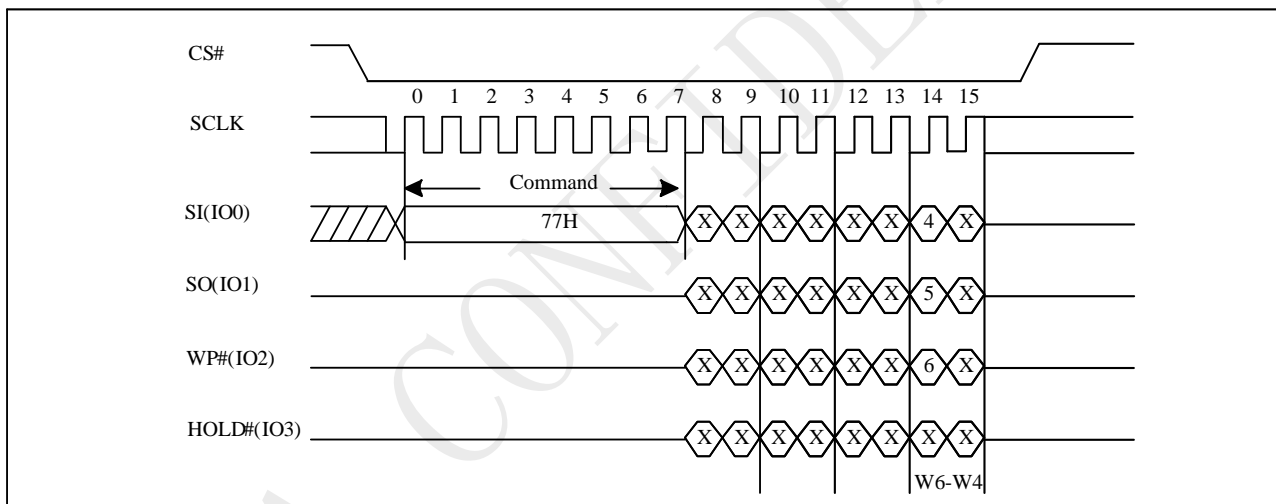 CS#
0 1 2 3 4 5 6 7 8 9 10 11 12 13 14 15
SCLK
Command
SI(IO0) 77H X X X X X X 4 X
SO(IO1) X X X X X X 5 X
WP#(IO2) X X X X X X 6 X
HOLD#(IO3) X X X X X X X X
W6-W4